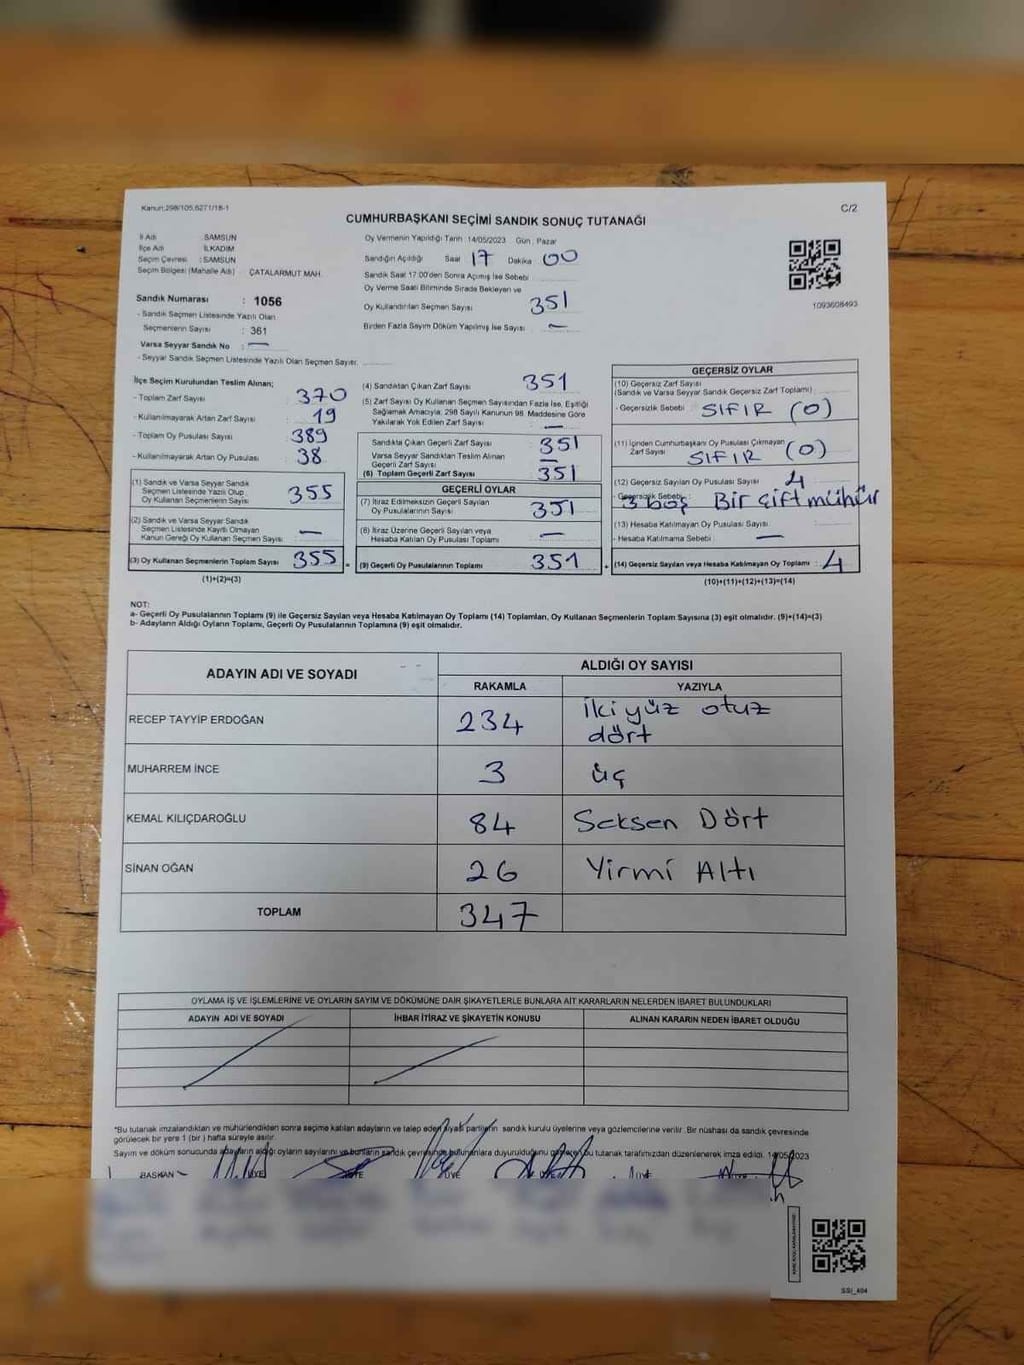 Kanun:298/105,6271/18-1
C/2
CUMHURBAŞKANI SEÇİMİ SANDIK SONUÇ TUTANAĞI
İl Adı : SAMSUN
İlçe Adı : İLKADIM
Seçim Çevresi : SAMSUN
Seçim Bölgesi (Mahalle Adı) : ÇATALARMUT MAH.
Sandık Numarası : 1056
- Sandık Seçmen Listesinde Yazılı Olan
Seçmenlerin Sayısı : 361
Varsa Seyyar Sandık No : —
- Seyyar Sandık Seçmen Listesinde Yazılı Olan Seçmen Sayısı:
Oy Vermenin Yapıldığı Tarih : 14/05/2023 Gün : Pazar
Sandığın Açıldığı Saat 17 Dakika 00
Sandık Saat 17:00'den Sonra Açılmış İse Sebebi :
Oy Verme Saati Bitiminde Sırada Bekleyen ve
Oy Kullandırılan Seçmen Sayısı 351
Birden Fazla Sayım Döküm Yapılmış İse Sayısı : —
1093608493
İlçe Seçim Kurulundan Teslim Alınan;
- Toplam Zarf Sayısı : 370
- Kullanılmayarak Artan Zarf Sayısı : 19
- Toplam Oy Pusulası Sayısı : 389
- Kullanılmayarak Artan Oy Pusulası : 38
(1) Sandık ve Varsa Seyyar Sandık
Seçmen Listesinde Yazılı Olup
Oy Kullanan Seçmenlerin Sayısı : 355
(2) Sandık ve Varsa Seyyar Sandık
Seçmen Listesinde Kayıtlı Olmayan
Kanun Gereği Oy Kullanan Seçmen Sayısı : —
(3) Oy Kullanan Seçmenlerin Toplam Sayısı : 355
(1)+(2)=(3)
(4) Sandıktan Çıkan Zarf Sayısı : 351
(5) Zarf Sayısı Oy Kullanan Seçmen Sayısından Fazla İse, Eşitliği
Sağlamak Amacıyla; 298 Sayılı Kanunun 98. Maddesine Göre
Yakılarak Yok Edilen Zarf Sayısı : —
Sandıkta Çıkan Geçerli Zarf Sayısı : 351
Varsa Seyyar Sandıktan Teslim Alınan
Geçerli Zarf Sayısı : —
(6) Toplam Geçerli Zarf Sayısı : 351
GEÇERLİ OYLAR
(7) İtiraz Edilmeksizin Geçerli Sayılan
Oy Pusulalarının Sayısı : 351
(8) İtiraz Üzerine Geçerli Sayılan veya
Hesaba Katılan Oy Pusulası Toplamı : —
= (9) Geçerli Oy Pusulalarının Toplamı : 351
GEÇERSİZ OYLAR
(10) Geçersiz Zarf Sayısı
(Sandık ve Varsa Seyyar Sandık Geçersiz Zarf Toplamı) :
- Geçersizlik Sebebi : SIFIR (0)
(11) İçinden Cumhurbaşkanı Oy Pusulası Çıkmayan
Zarf Sayısı : SIFIR (0)
(12) Geçersiz Sayılan Oy Pusulası Sayısı : 4
- Geçersizlik Sebebi : 3 boş Bir çift mühür
(13) Hesaba Katılmayan Oy Pusulası Sayısı :
- Hesaba Katılmama Sebebi : —
+ (14) Geçersiz Sayılan veya Hesaba Katılmayan Oy Toplamı : 4
(10)+(11)+(12)+(13)=(14)
NOT:
a- Geçerli Oy Pusulalarının Toplamı (9) ile Geçersiz Sayılan veya Hesaba Katılmayan Oy Toplamı (14) Toplamları, Oy Kullanan Seçmenlerin Toplam Sayısına (3) eşit olmalıdır. (9)+(14)=(3)
b- Adayların Aldığı Oyların Toplamı, Geçerli Oy Pusulalarının Toplamına (9) eşit olmalıdır.
ADAYIN ADI VE SOYADI
ALDIĞI OY SAYISI
RAKAMLA YAZIYLA
RECEP TAYYİP ERDOĞAN 234 İki yüz otuz
dört
MUHARREM İNCE 3 üç
KEMAL KILIÇDAROĞLU 84 Seksen Dört
SİNAN OĞAN 26 Yirmi Altı
TOPLAM 347
OYLAMA İŞ VE İŞLEMLERİNE VE OYLARIN SAYIM VE DÖKÜMÜNE DAİR ŞİKAYETLERLE BUNLARA AİT KARARLARIN NELERDEN İBARET BULUNDUKLARI
ADAYIN ADI VE SOYADI İHBAR İTİRAZ VE ŞİKAYETİN KONUSU ALINAN KARARIN NEDEN İBARET OLDUĞU
*Bu tutanak imzalandıktan ve mühürlendikten sonra seçime katılan adayların ve talep eden siyasi partilerin sandık kurulu üyelerine veya gözlemcilerine verilir. Bir nüshası da sandık çevresinde
görülecek bir yere 1 (bir) hafta süreyle asılır.
Sayım ve döküm sonucunda adayların aldığı oyların sayılarını ve bunların sandık çevresinde bulunanlara duyurulduğunu gösteren bu tutanak tarafımızdan düzenlenerek imza edildi. 14/05/2023
BAŞKAN ÜYE ÜYE ÜYE ÜYE ÜYE
SSI_404